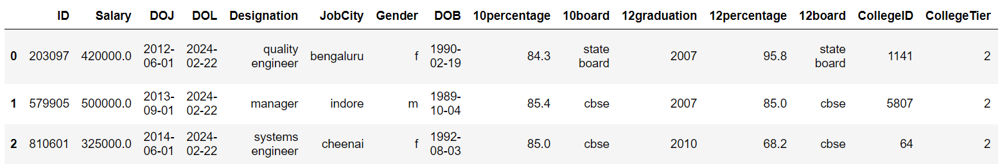 ID Salary DOJ DOL Designation JobCity Gender DOB 10percentage 10board 12graduation 12percentage 12board CollegeID CollegeTier
0 203097 420000.0 2012-06-01 2024-02-22 quality engineer bengaluru f 1990-02-19 84.3 state board 2007 95.8 state board 1141 2
1 579905 500000.0 2013-09-01 2024-02-22 manager indore m 1989-10-04 85.4 cbse 2007 85.0 cbse 5807 2
2 810601 325000.0 2014-06-01 2024-02-22 systems engineer cheenai f 1992-08-03 85.0 cbse 2010 68.2 cbse 64 2